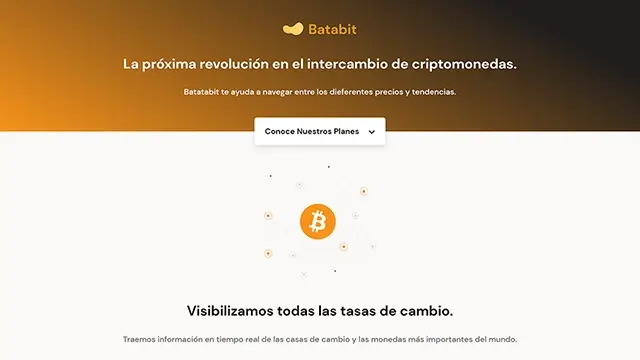 Batabit
La próxima revolución en el intercambio de criptomonedas.
Batatabit te ayuda a navegar entre los dieferentes precios y tendencias.
Conoce Nuestros Planes
Visibilizamos todas las tasas de cambio.
Traemos información en tiempo real de las casas de cambio y las monedas más importantes del mundo.